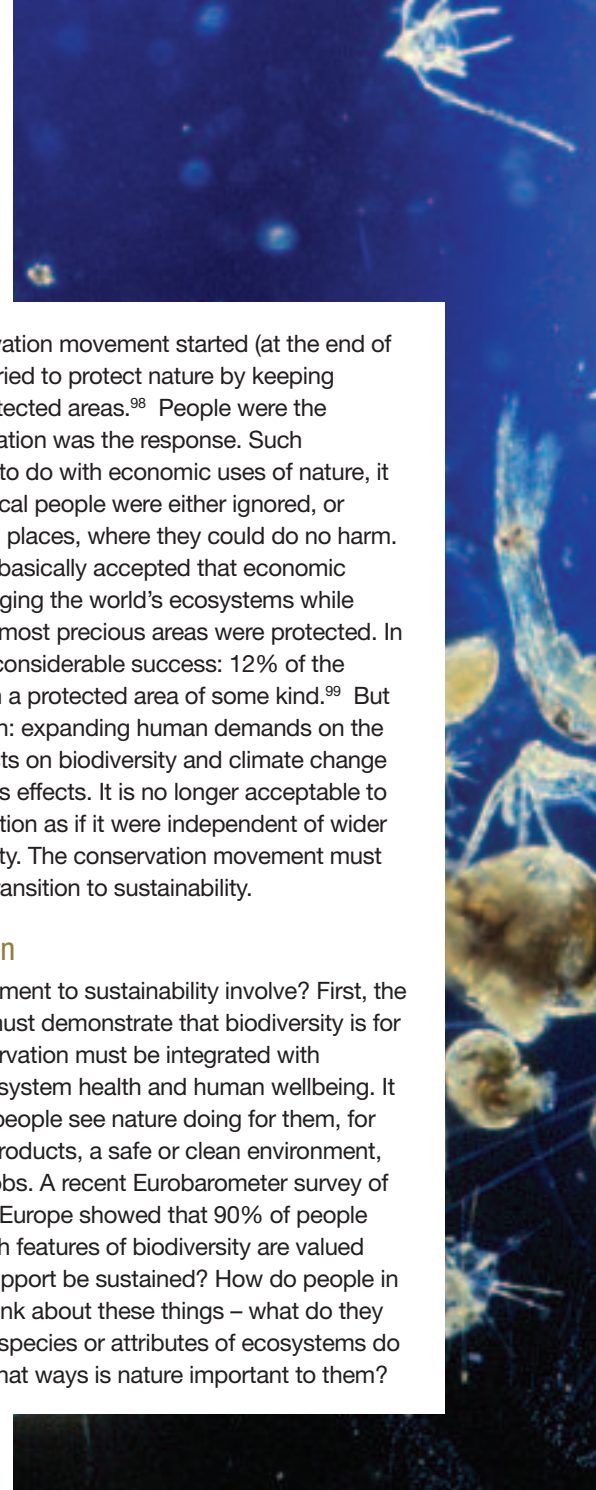 vation movement started (at the end of
ried to protect nature by keeping
tected areas.98 People were the
ation was the response. Such
to do with economic uses of nature, it
cal people were either ignored, or
places, where they could do no harm.
basically accepted that economic
ging the world's ecosystems while
most precious areas were protected. In
considerable success: 12% of the
n a protected area of some kind.99 But
n: expanding human demands on the
ts on biodiversity and climate change
s effects. It is no longer acceptable to
tion as if it were independent of wider
ty. The conservation movement must
ransition to sustainability.
n
ment to sustainability involve? First, the
must demonstrate that biodiversity is for
rvation must be integrated with
system health and human wellbeing. It
people see nature doing for them, for
roducts, a safe or clean environment,
obs. A recent Eurobarometer survey of
Europe showed that 90% of people
h features of biodiversity are valued
pport be sustained? How do people in
nk about these things – what do they
species or attributes of ecosystems do
hat ways is nature important to them?